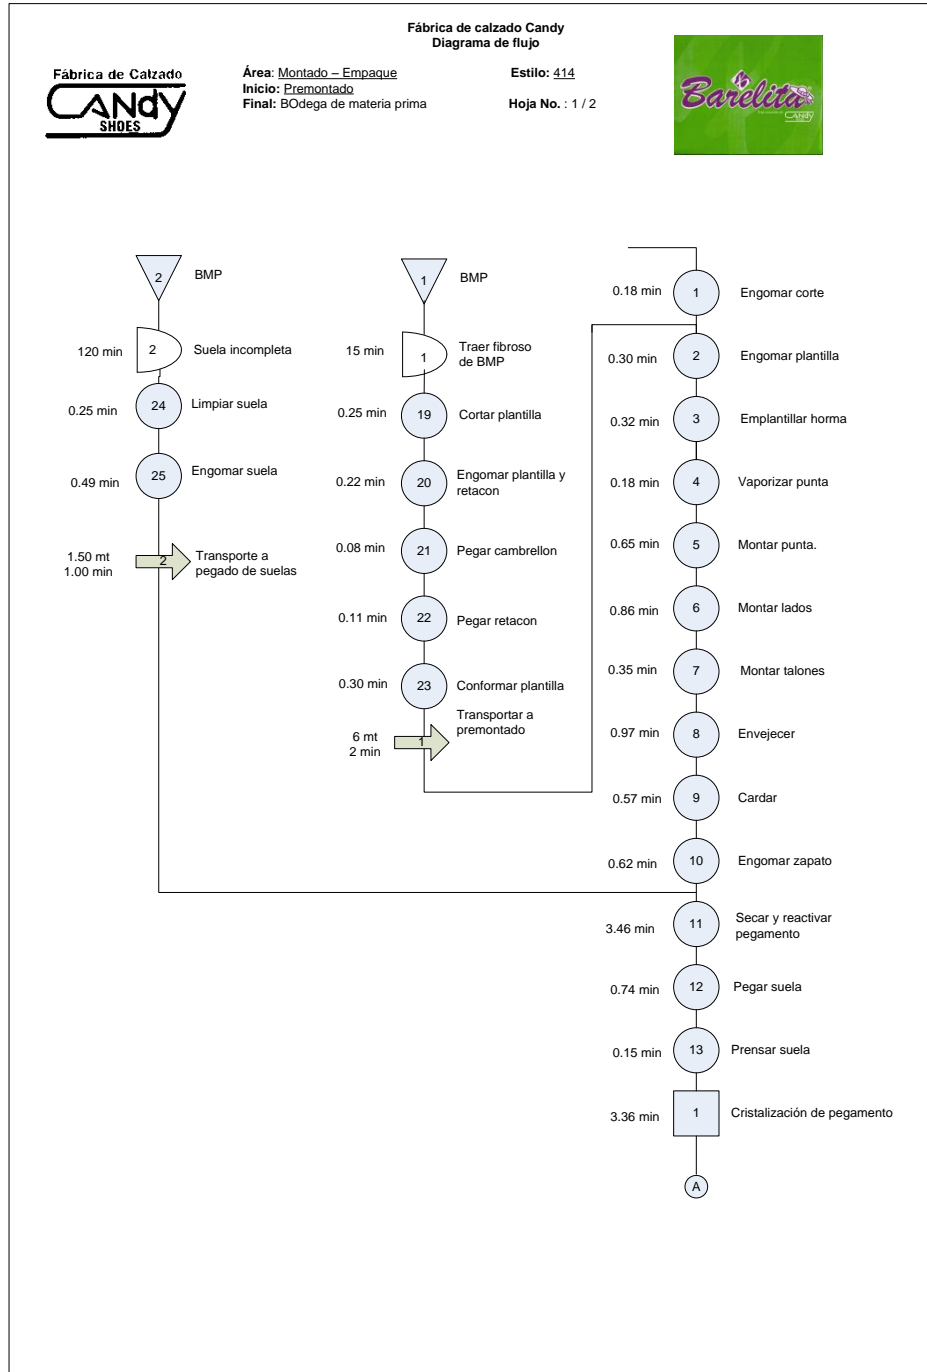 Fábrica de calzado Candy
Diagrama de flujo
Fábrica de Calzado
CANdy
SHOES
Área: Montado – Empaque
Estilo: 414
Inicio: Premontado
Final: BOdega de materia prima
Hoja No. : 1 / 2
Barelita
CANdy
2
BMP
120 min
2
Suela incompleta
0.25 min
24
Limpiar suela
0.49 min
25
Engomar suela
1.50 mt
1.00 min
2
Transporte a
pegado de suelas
1
BMP
15 min
1
Traer fibroso
de BMP
0.25 min
19
Cortar plantilla
0.22 min
20
Engomar plantilla y
retacon
0.08 min
21
Pegar cambrellon
0.11 min
22
Pegar retacon
0.30 min
23
Conformar plantilla
6 mt
2 min
1
Transportar a
premontado
0.18 min
1
Engomar corte
0.30 min
2
Engomar plantilla
0.32 min
3
Emplantillar horma
0.18 min
4
Vaporizar punta
0.65 min
5
Montar punta.
0.86 min
6
Montar lados
0.35 min
7
Montar talones
0.97 min
8
Envejecer
0.57 min
9
Cardar
0.62 min
10
Engomar zapato
3.46 min
11
Secar y reactivar
pegamento
0.74 min
12
Pegar suela
0.15 min
13
Prensar suela
3.36 min
1
Cristalización de pegamento
A